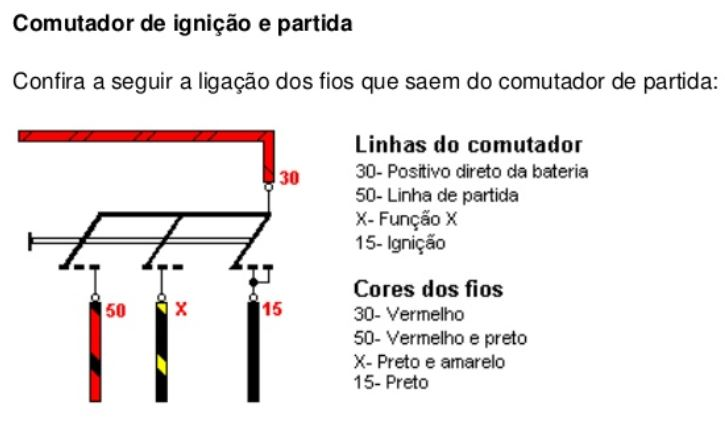 Comutador de ignição e partida
Confira a seguir a ligação dos fios que saem do comutador de partida:
30
50
X
15
Linhas do comutador
30- Positivo direto da bateria
50- Linha de partida
X- Função X
15- Ignição
Cores dos fios
30- Vermelho
50- Vermelho e preto
X- Preto e amarelo
15- Preto